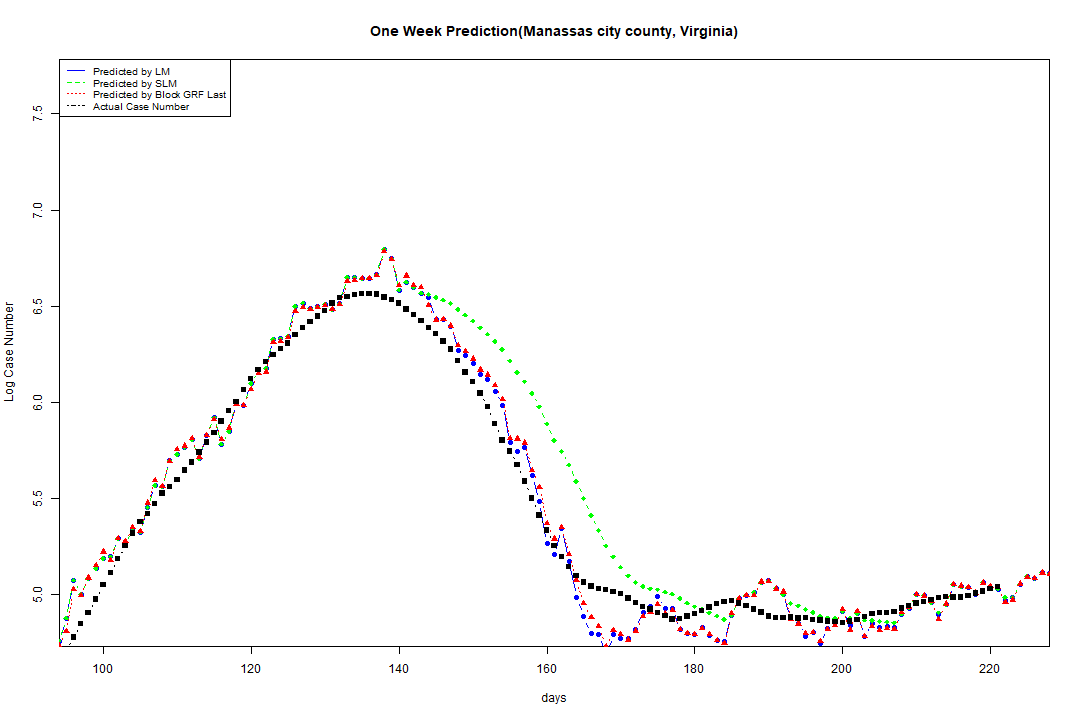 One Week Prediction(Manassas city county, Virginia)
Predicted by LM
Predicted by SLM
Predicted by Block GRF Last
Actual Case Number
Log Case Number
7.5
7.0
6.5
6.0
5.5
5.0
100 120 140 160 180 200 220
days